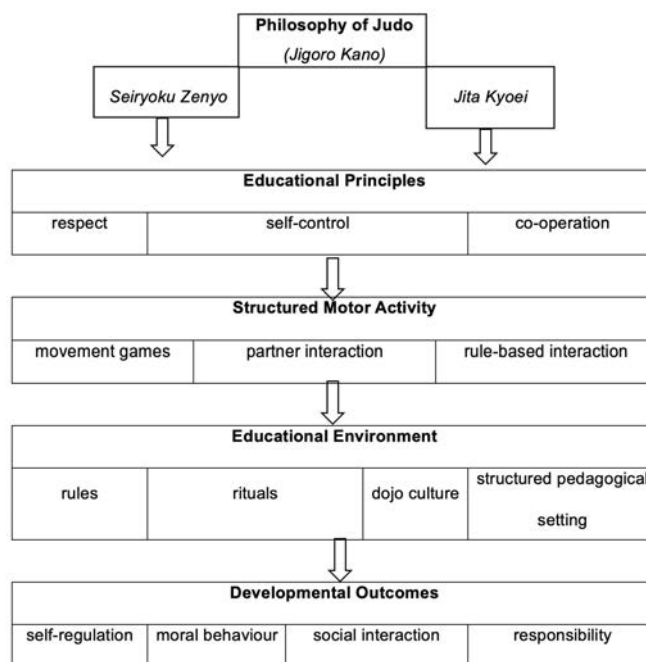 Philosophy of Judo
(Jigoro Kano)
Seiryoku Zenyo
Jita Kyoei
Educational Principles
respect
self-control
co-operation
Structured Motor Activity
movement games
partner interaction
rule-based interaction
Educational Environment
rules
rituals
dojo culture
structured pedagogical
setting
Developmental Outcomes
self-regulation
moral behaviour
social interaction
responsibility